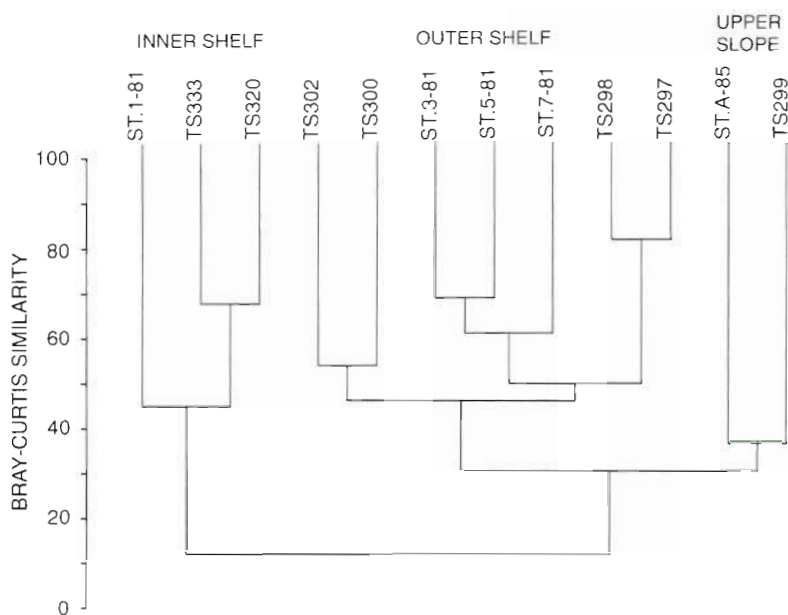 INNER SHELF
OUTER SHELF
UPPER
SLOPE
ST.1-81
TS333
TS320
TS302
TS300
ST.3-81
ST.5-81
ST.7-81
TS298
TS297
ST.A-85
TS299
BRAY-CURTIS SIMILARITY
100
80
60
40
20
0